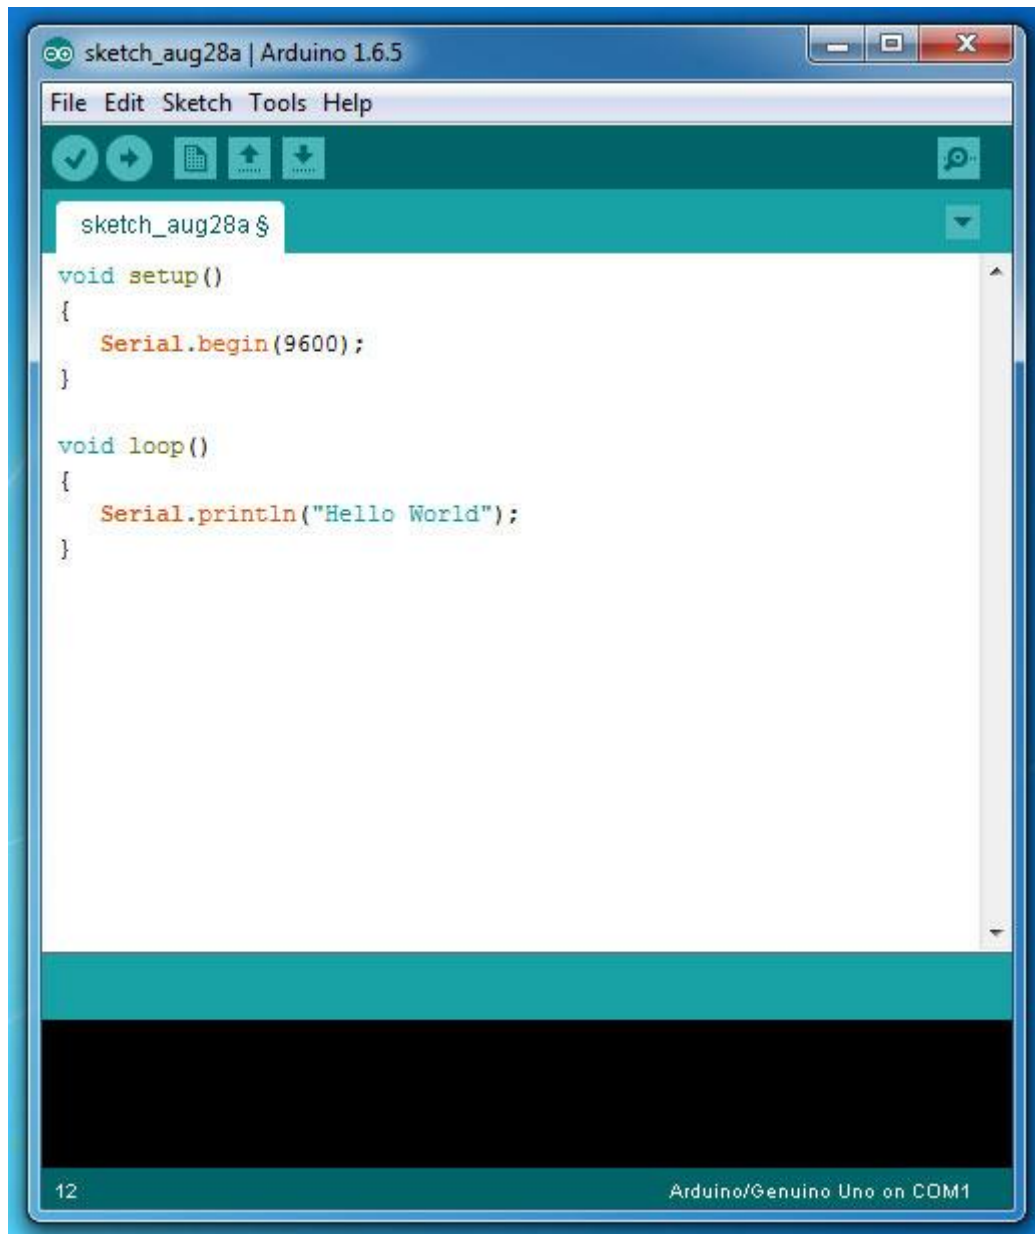 sketch_aug28a | Arduino 1.6.5
File Edit Sketch Tools Help
sketch_aug28a §
void setup()
{
   Serial.begin(9600);
}
void loop()
{
   Serial.println("Hello World");
}
12 Arduino/Genuino Uno on COM1